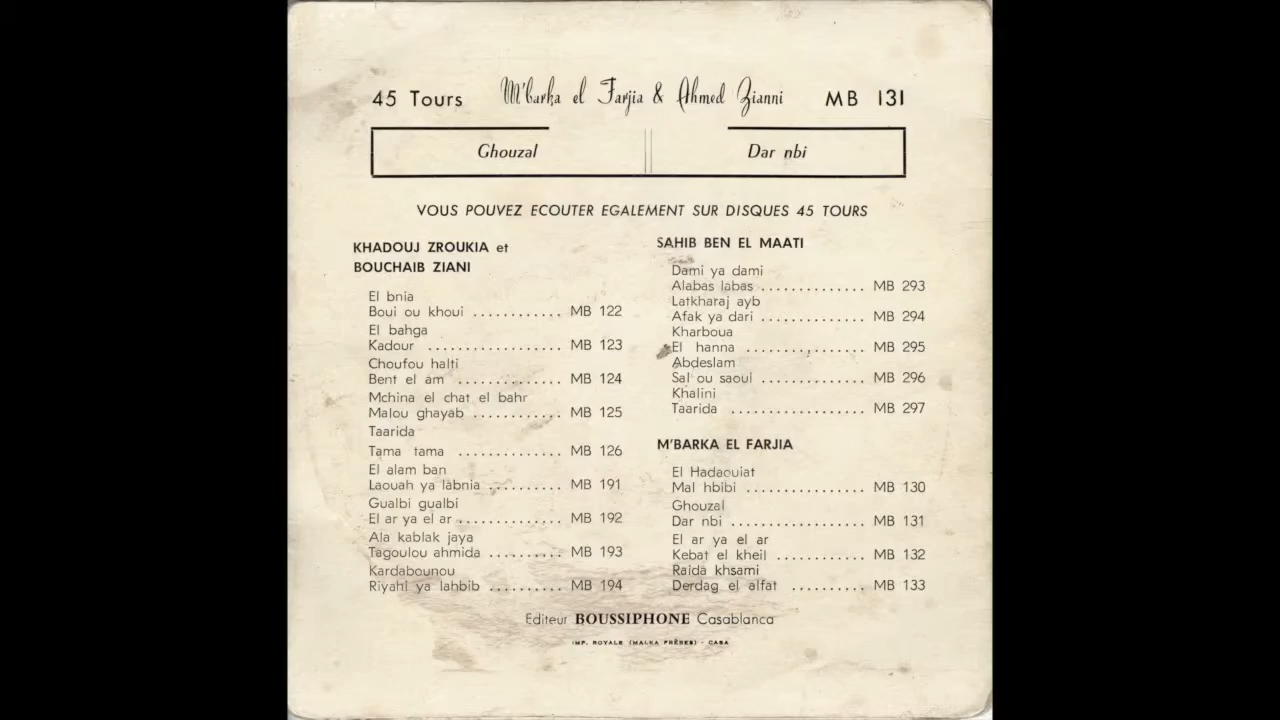 45 Tours M'barka el Farjia & Ahmed Zianni MB 131
Ghouzal Dar nbi
VOUS POUVEZ ECOUTER EGALEMENT SUR DISQUES 45 TOURS
KHADOUJ ZROUKIA et
BOUCHAIB ZIANI
El bnia
Boui ou khoui ............ MB 122
El bahga
Kadour .................. MB 123
Choufou halti
Bent el am .............. MB 124
Mchina el chat el bahr
Malou ghayab ............ MB 125
Taarida
Tama tama .............. MB 126
El alam ban
Laouah ya labnia .......... MB 191
Gualbi gualbi
El ar ya el ar .............. MB 192
Ala kablak jaya
Tagoulou ahmida .......... MB 193
Kardabounou
Riyahi ya lahbib .......... MB 194
SAHIB BEN EL MAATI
Dami ya dami
Alabas labas .............. MB 293
Latkharaj ayb
Afak ya dari .............. MB 294
Kharboua
El hanna ................ MB 295
Abdeslam
Sal ou saoul .............. MB 296
Khalini
Taarida .................. MB 297
M'BARKA EL FARJIA
El Hadaouiat
Mal hbibi ................ MB 130
Ghouzal
Dar nbi .................. MB 131
El ar ya el ar
Kebat el kheil ............ MB 132
Raida khsami
Derdag el alfat .......... MB 133
Editeur BOUSSIPHONE Casablanca
IMP. ROYALE (MALKA FRÈRES) - CASA